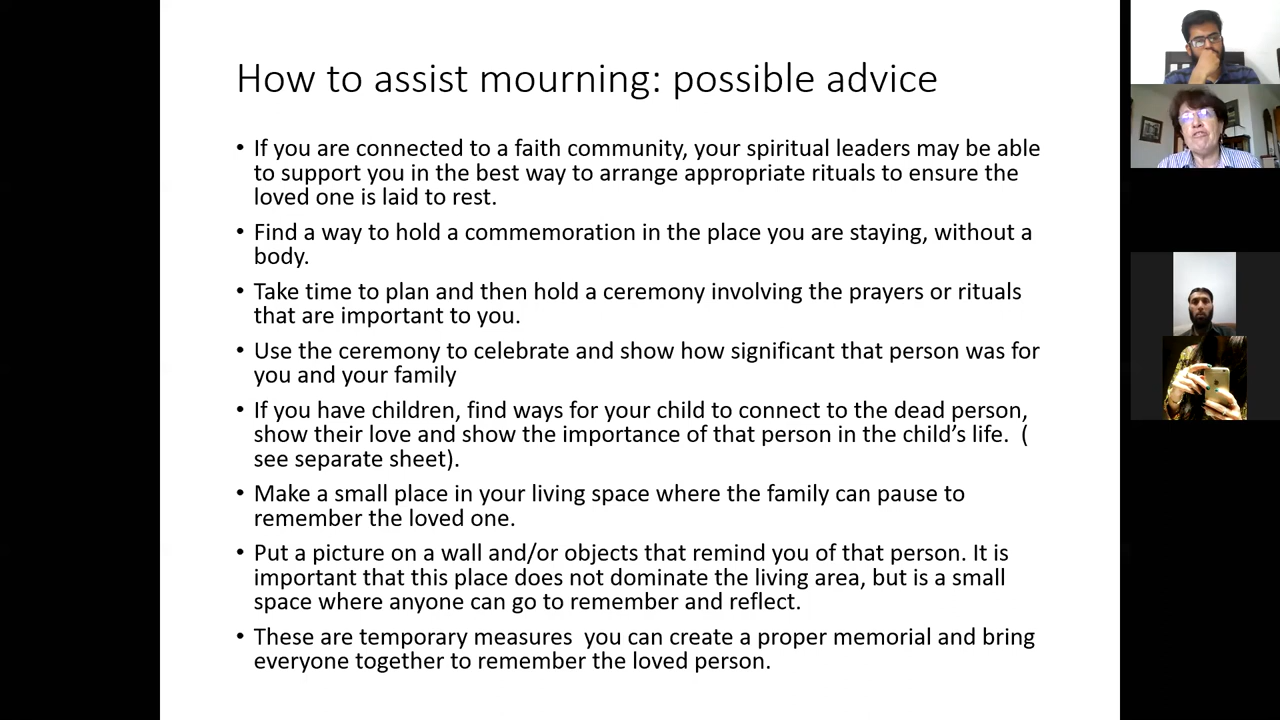 How to assist mourning: possible advice
• If you are connected to a faith community, your spiritual leaders may be able
to support you in the best way to arrange appropriate rituals to ensure the
loved one is laid to rest.
• Find a way to hold a commemoration in the place you are staying, without a
body.
• Take time to plan and then hold a ceremony involving the prayers or rituals
that are important to you.
• Use the ceremony to celebrate and show how significant that person was for
you and your family
• If you have children, find ways for your child to connect to the dead person,
show their love and show the importance of that person in the child’s life.  (
see separate sheet).
• Make a small place in your living space where the family can pause to
remember the loved one.
• Put a picture on a wall and/or objects that remind you of that person. It is
important that this place does not dominate the living area, but is a small
space where anyone can go to remember and reflect.
• These are temporary measures  you can create a proper memorial and bring
everyone together to remember the loved person.